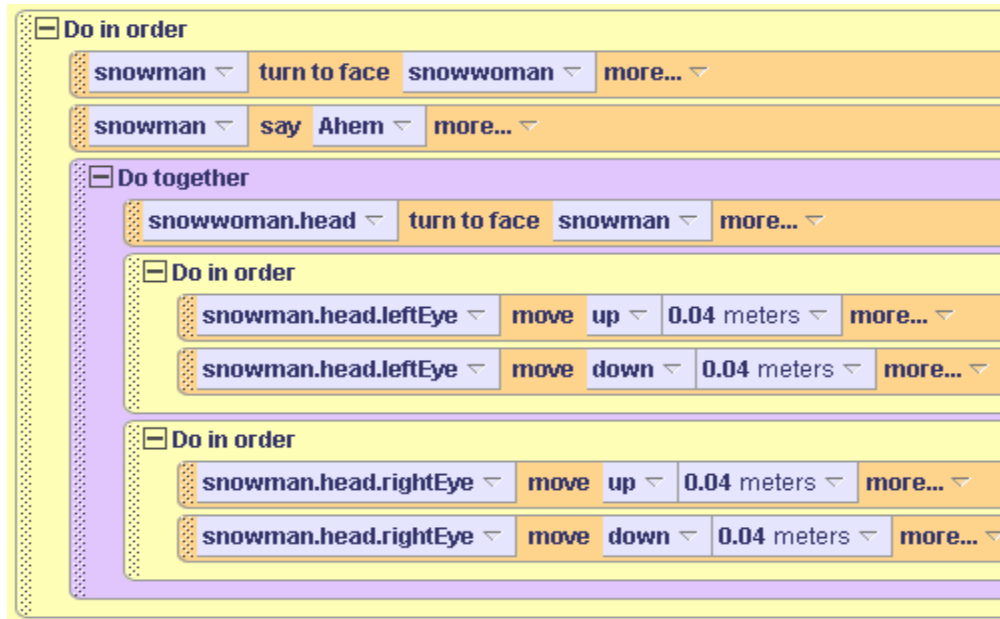 Do in order
snowman turn to face snowwoman more...
snowman say Ahem more...
Do together
snowwoman.head turn to face snowman more...
Do in order
snowman.head.leftEye move up 0.04 meters more...
snowman.head.leftEye move down 0.04 meters more...
Do in order
snowman.head.rightEye move up 0.04 meters more...
snowman.head.rightEye move down 0.04 meters more...